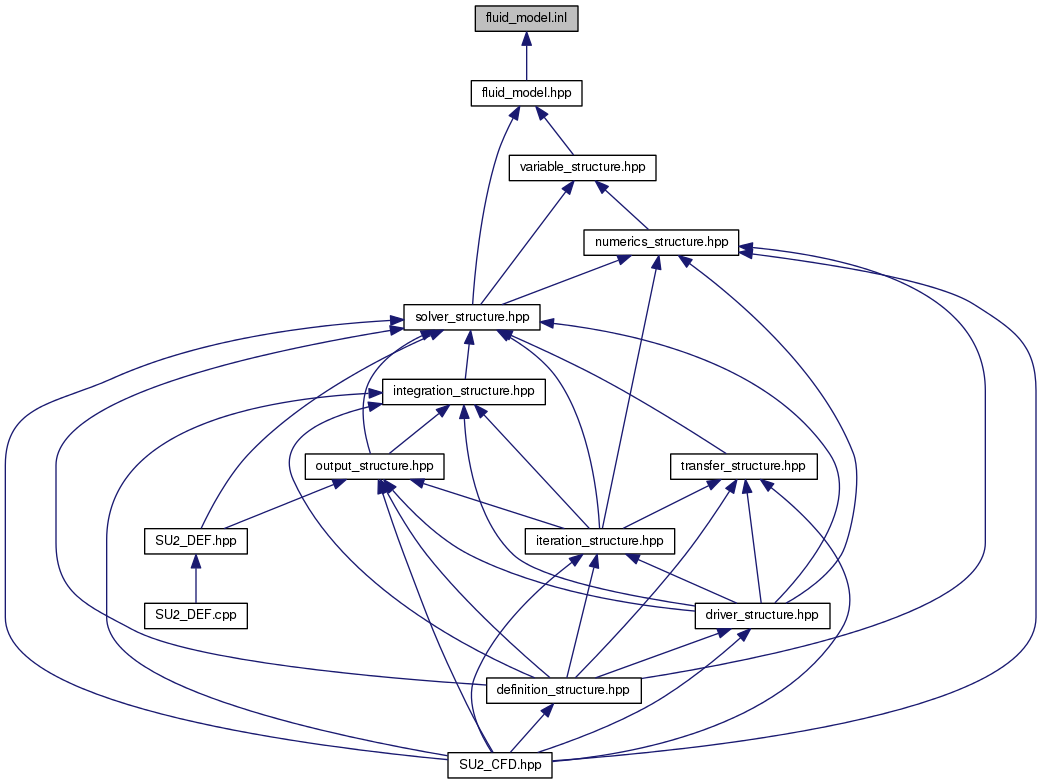 fluid_model.inl
fluid_model.hpp
variable_structure.hpp
numerics_structure.hpp
solver_structure.hpp
integration_structure.hpp
output_structure.hpp
transfer_structure.hpp
SU2_DEF.hpp
iteration_structure.hpp
SU2_DEF.cpp
driver_structure.hpp
definition_structure.hpp
SU2_CFD.hpp